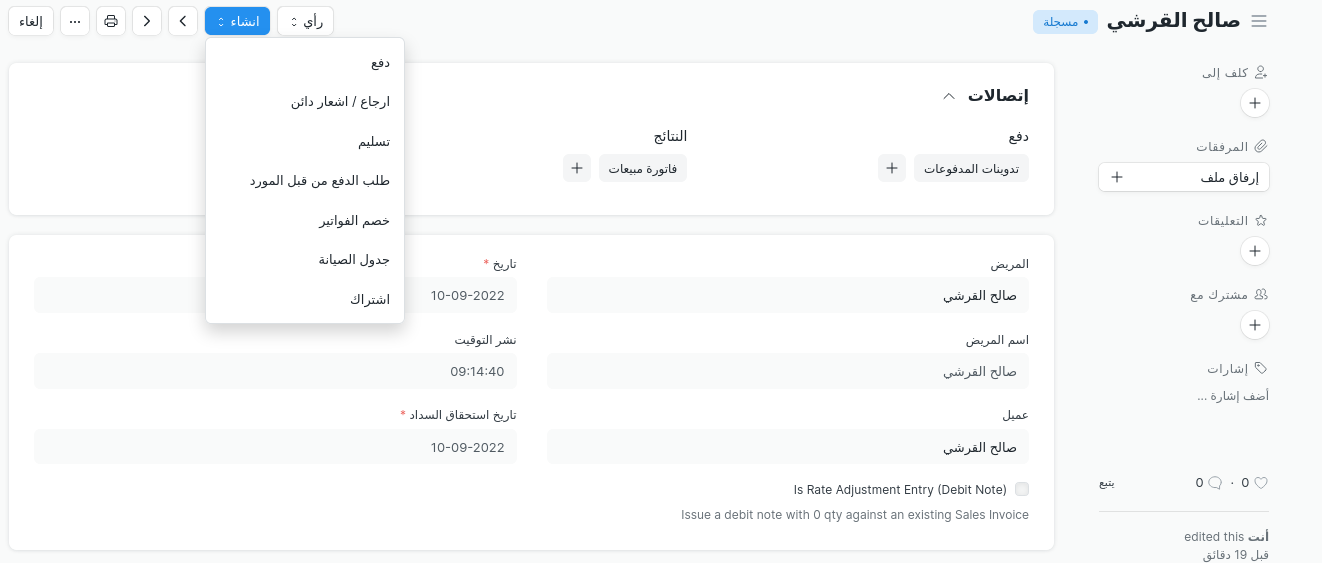 صالح القرشي
مسجلة
رأي
انشاء
إلغاء
دفع
ارجاع / اشعار دائن
تسليم
طلب الدفع من قبل المورد
خصم الفواتير
جدول الصيانة
اشتراك
كلف إلى
المرفقات
إرفاق ملف
التعليقات
مشترك مع
إشارات
أضف إشارة ...
0 · 0
يتبع
أنت edited this
قبل 19 دقائق
إتصالات
دفع
تدوينات المدفوعات
النتائج
فاتورة مبيعات
المريض
صالح القرشي
اسم المريض
صالح القرشي
عميل
صالح القرشي
Is Rate Adjustment Entry (Debit Note)
Issue a debit note with 0 qty against an existing Sales Invoice
تاريخ *
10-09-2022
نشر التوقيت
09:14:40
تاريخ استحقاق السداد *
10-09-2022